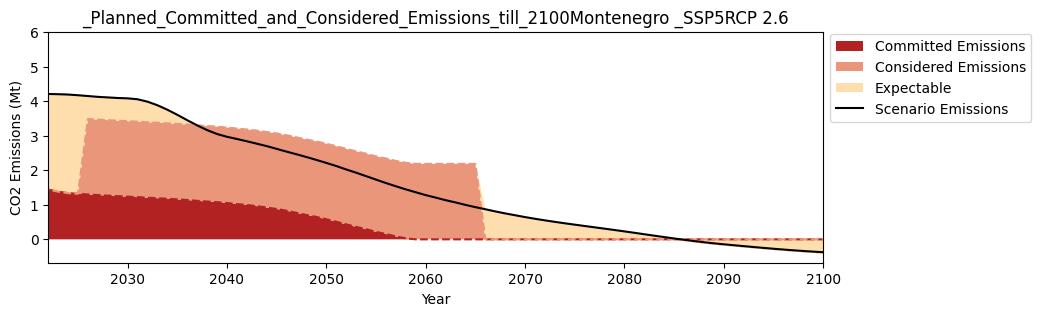 _Planned_Committed_and_Considered_Emissions_till_2100Montenegro _SSP5RCP 2.6
6
5
4
3
2
1
0
CO2 Emissions (Mt)
2030 2040 2050 2060 2070 2080 2090 2100
Year
Committed Emissions
Considered Emissions
Expectable
Scenario Emissions